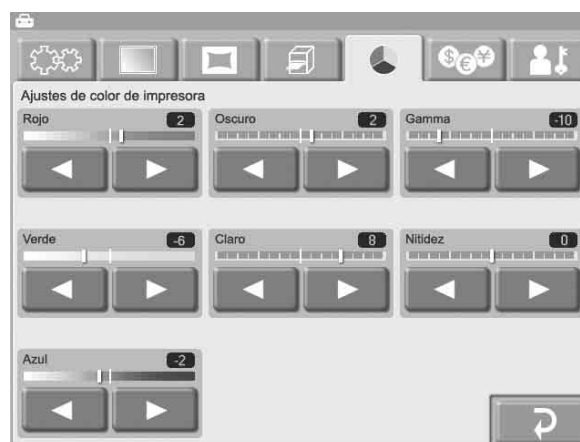 $ € ¥
Ajustes de color de impresora
Rojo 2
Oscuro 2
Gamma -10
Verde -6
Claro 8
Nitidez 0
Azul -2